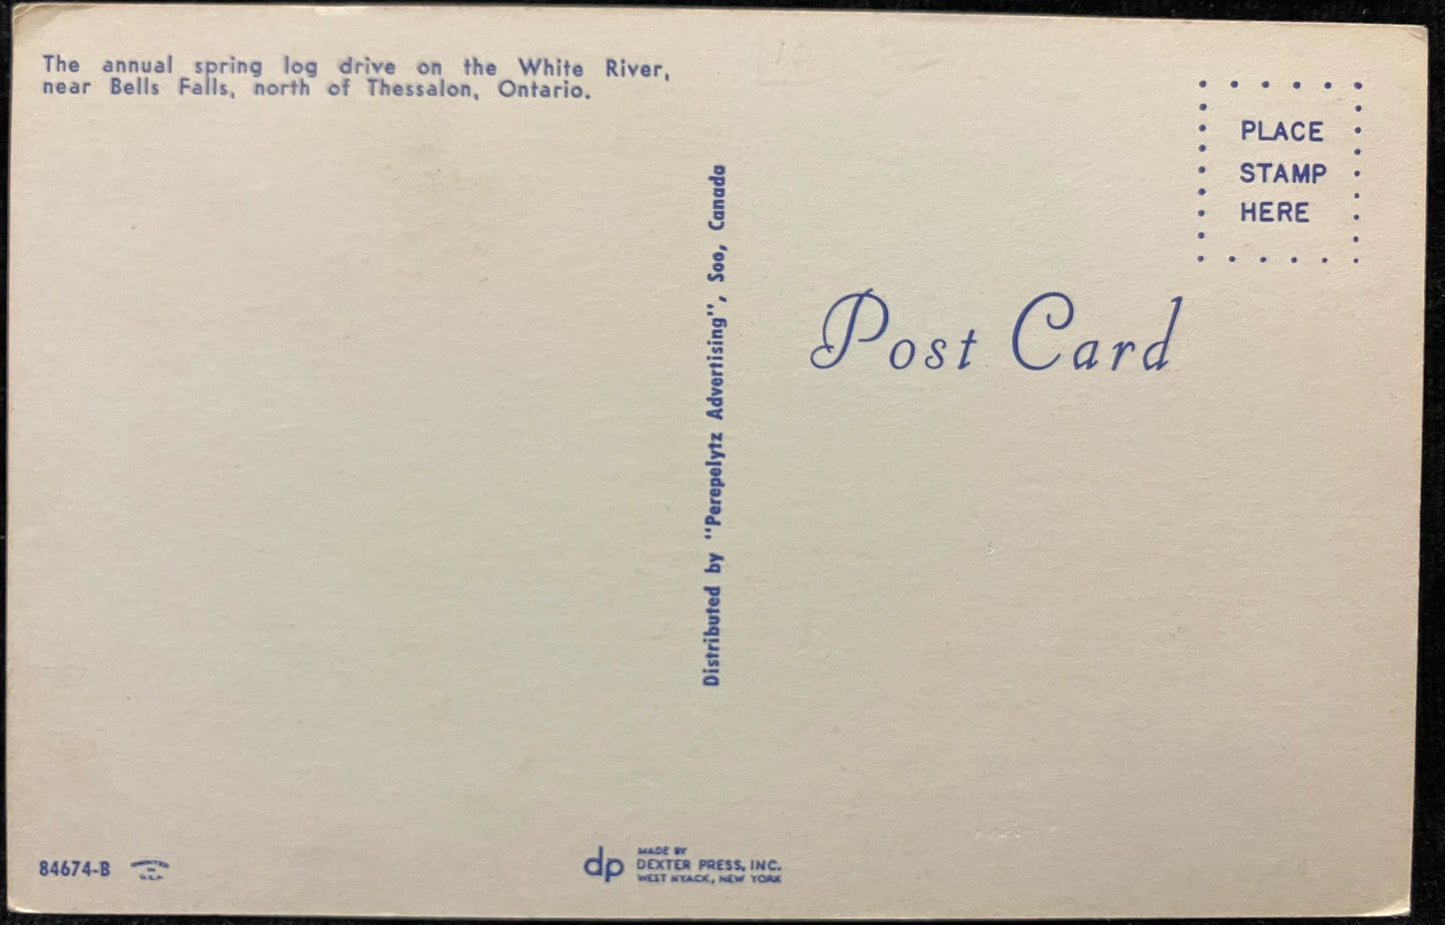 The annual spring log drive on the White River,
near Bells Falls, north of Thessalon, Ontario.
PLACE
STAMP
HERE
Post Card
Distributed by "Perepelytz Advertising", Soo, Canada
84674-B
dp
MADE BY
DEXTER PRESS, INC.
WEST NYACK, NEW YORK